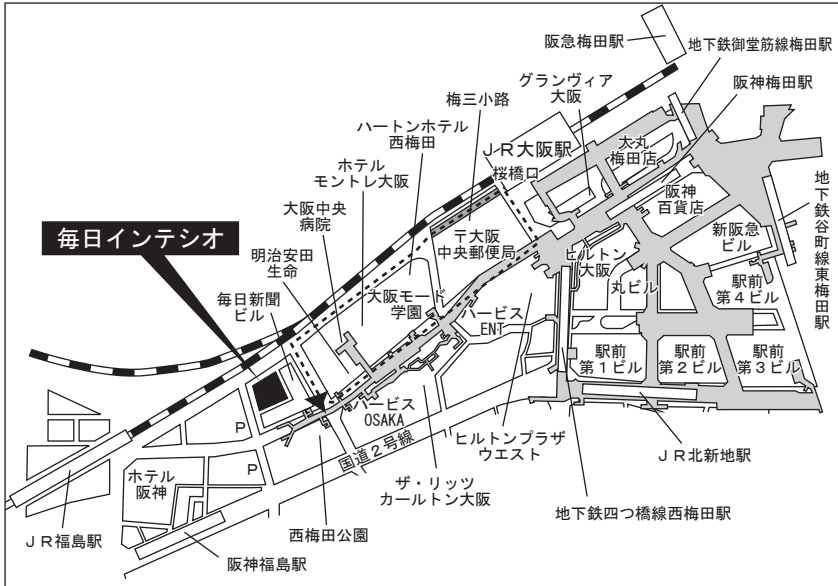 阪急梅田駅
地下鉄御堂筋線梅田駅
グランヴィア
大阪
阪神梅田駅
梅三小路
ハートンホテル
西梅田
JR大阪駅
桜橋口
大丸
梅田店
ホテル
モントレ大阪
阪神
百貨店
地下鉄谷町線東梅田駅
大阪中央
病院
〒大阪
中央郵便局
新阪急
ビル
毎日インテシオ
明治安田
生命
ヒルトン
大阪
丸ビル
駅前
第4ビル
毎日新聞
ビル
大阪モード
学園
ハービス
ENT
駅前
第1ビル
駅前
第2ビル
駅前
第3ビル
ハービス
OSAKA
P
P
国道2号線
ヒルトンプラザ
ウエスト
JR北新地駅
ホテル
阪神
ザ・リッツ
カールトン大阪
地下鉄四つ橋線西梅田駅
JR福島駅
西梅田公園
阪神福島駅